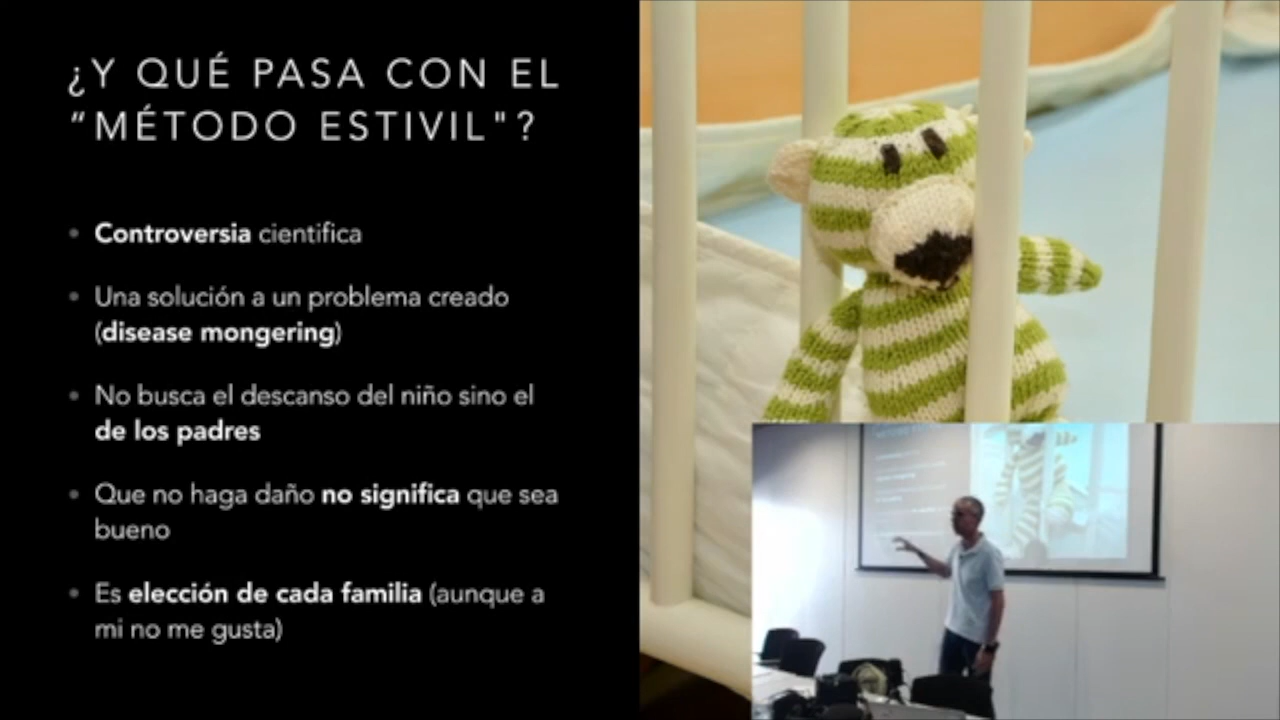 ¿Y QUÉ PASA CON EL
“MÉTODO ESTIVIL"?
• Controversia cientifica
• Una solución a un problema creado
(disease mongering)
• No busca el descanso del niño sino el
de los padres
• Que no haga daño no significa que sea
bueno
• Es elección de cada familia (aunque a
mi no me gusta)